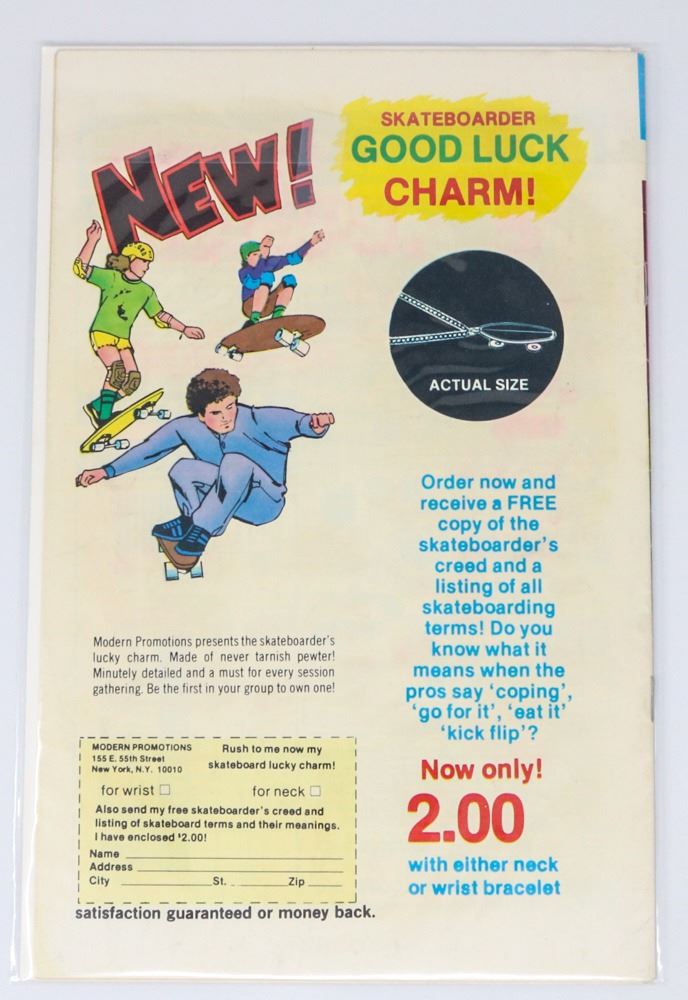 NEW!
SKATEBOARDER
GOOD LUCK
CHARM!
ACTUAL SIZE
Order now and
receive a FREE
copy of the
skateboarder's
creed and a
listing of all
skateboarding
terms! Do you
know what it
means when the
pros say 'coping',
'go for it', 'eat it'
'kick flip'?
Now only!
2.00
with either neck
or wrist bracelet
Modern Promotions presents the skateboarder's
lucky charm. Made of never tarnish pewter!
Minutely detailed and a must for every session
gathering. Be the first in your group to own one!
MODERN PROMOTIONS
155 E. 55th Street
New York, N.Y. 10010
Rush to me now my
skateboard lucky charm!
for wrist □ for neck □
Also send my free skateboarder's creed and
listing of skateboard terms and their meanings.
I have enclosed $2.00!
Name
Address
City St. Zip
satisfaction guaranteed or money back.